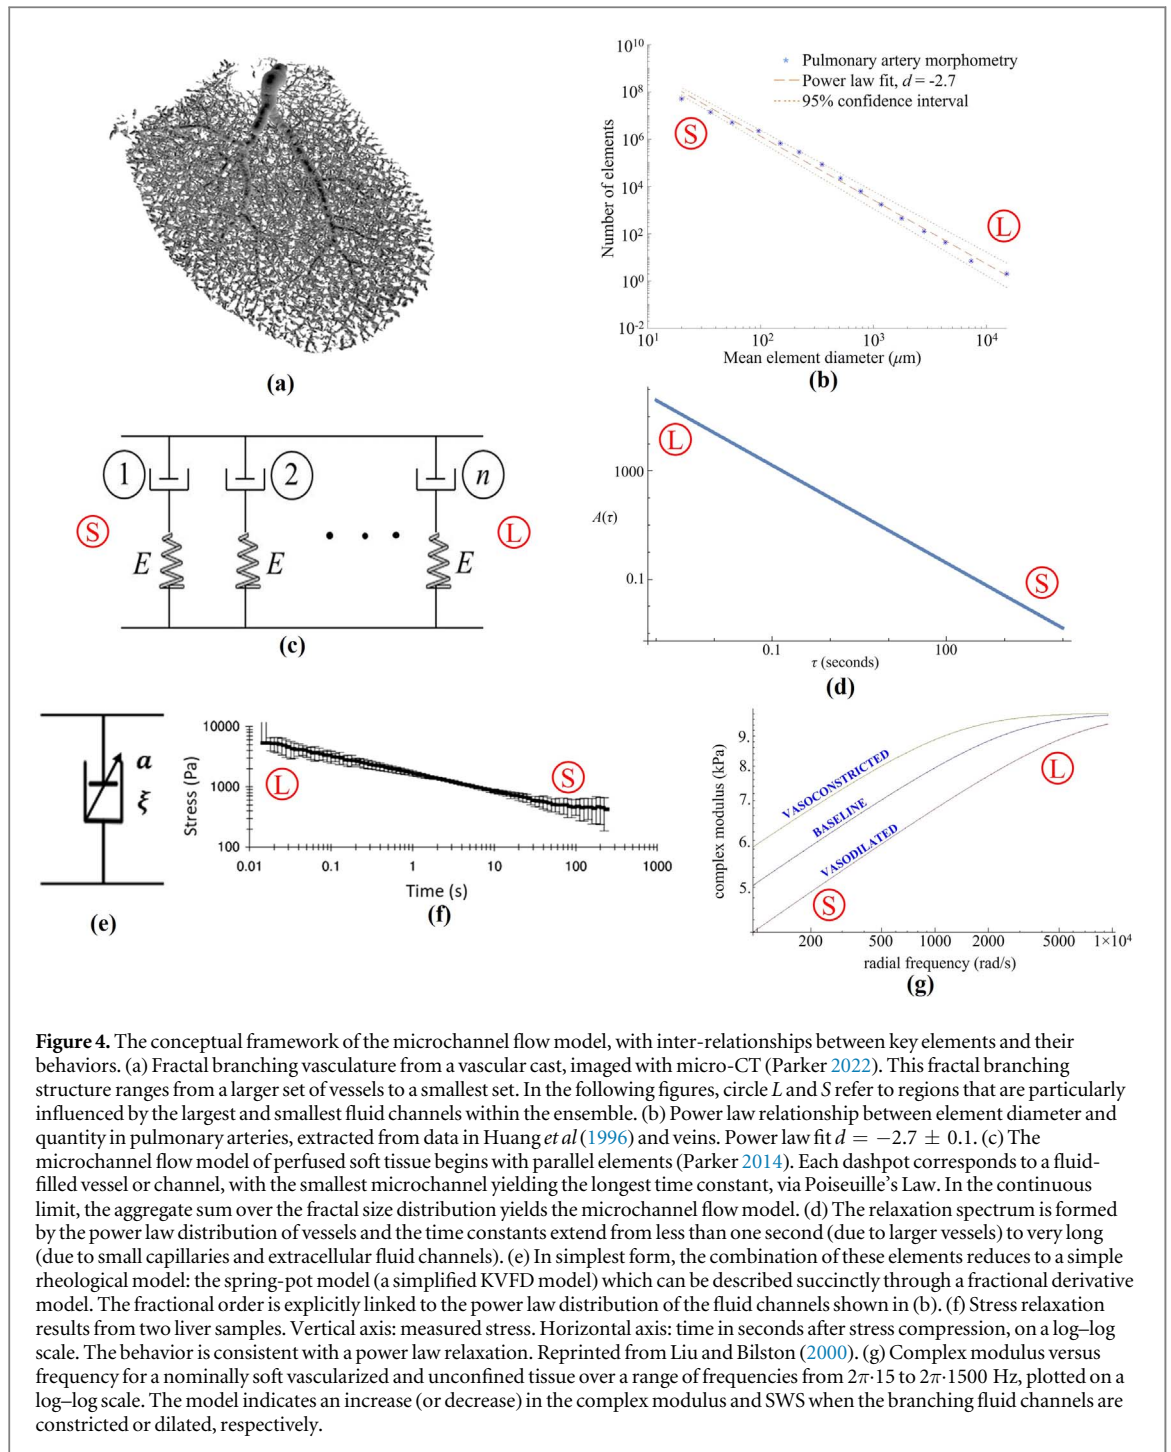 10^10
10^8
10^6
10^4
10^2
10^0
10^-2
Number of elements
* Pulmonary artery morphometry
Power law fit, d = -2.7
95% confidence interval
S
L
10^1
10^2
10^3
10^4
Mean element diameter (μm)
(a)
(b)
1
2
n
S
L
E
E
E
(c)
L
1000
A(τ)
0.1
S
0.1
100
τ (seconds)
(d)
a
ξ
(e)
10000
1000
100
Stress (Pa)
L
S
0.01
0.1
1
10
100
1000
Time (s)
(f)
complex modulus (kPa)
9.
8.
7.
6.
5.
VASOCONSTRICTED
BASELINE
VASODILATED
L
S
200
500
1000
2000
5000
1×10^4
radial frequency (rad/s)
(g)
Figure 4. The conceptual framework of the microchannel flow model, with inter-relationships between key elements and their
behaviors. (a) Fractal branching vasculature from a vascular cast, imaged with micro-CT (Parker 2022). This fractal branching
structure ranges from a larger set of vessels to a smallest set. In the following figures, circle L and S refer to regions that are particularly
influenced by the largest and smallest fluid channels within the ensemble. (b) Power law relationship between element diameter and
quantity in pulmonary arteries, extracted from data in Huang et al (1996) and veins. Power law fit d = −2.7 ± 0.1. (c) The
microchannel flow model of perfused soft tissue begins with parallel elements (Parker 2014). Each dashpot corresponds to a fluid-
filled vessel or channel, with the smallest microchannel yielding the longest time constant, via Poiseuille's Law. In the continuous
limit, the aggregate sum over the fractal size distribution yields the microchannel flow model. (d) The relaxation spectrum is formed
by the power law distribution of vessels and the time constants extend from less than one second (due to larger vessels) to very long
(due to small capillaries and extracellular fluid channels). (e) In simplest form, the combination of these elements reduces to a simple
rheological model: the spring-pot model (a simplified KVFD model) which can be described succinctly through a fractional derivative
model. The fractional order is explicitly linked to the power law distribution of the fluid channels shown in (b). (f) Stress relaxation
results from two liver samples. Vertical axis: measured stress. Horizontal axis: time in seconds after stress compression, on a log–log
scale. The behavior is consistent with a power law relaxation. Reprinted from Liu and Bilston (2000). (g) Complex modulus versus
frequency for a nominally soft vascularized and unconfined tissue over a range of frequencies from 2π·15 to 2π·1500 Hz, plotted on a
log–log scale. The model indicates an increase (or decrease) in the complex modulus and SWS when the branching fluid channels are
constricted or dilated, respectively.